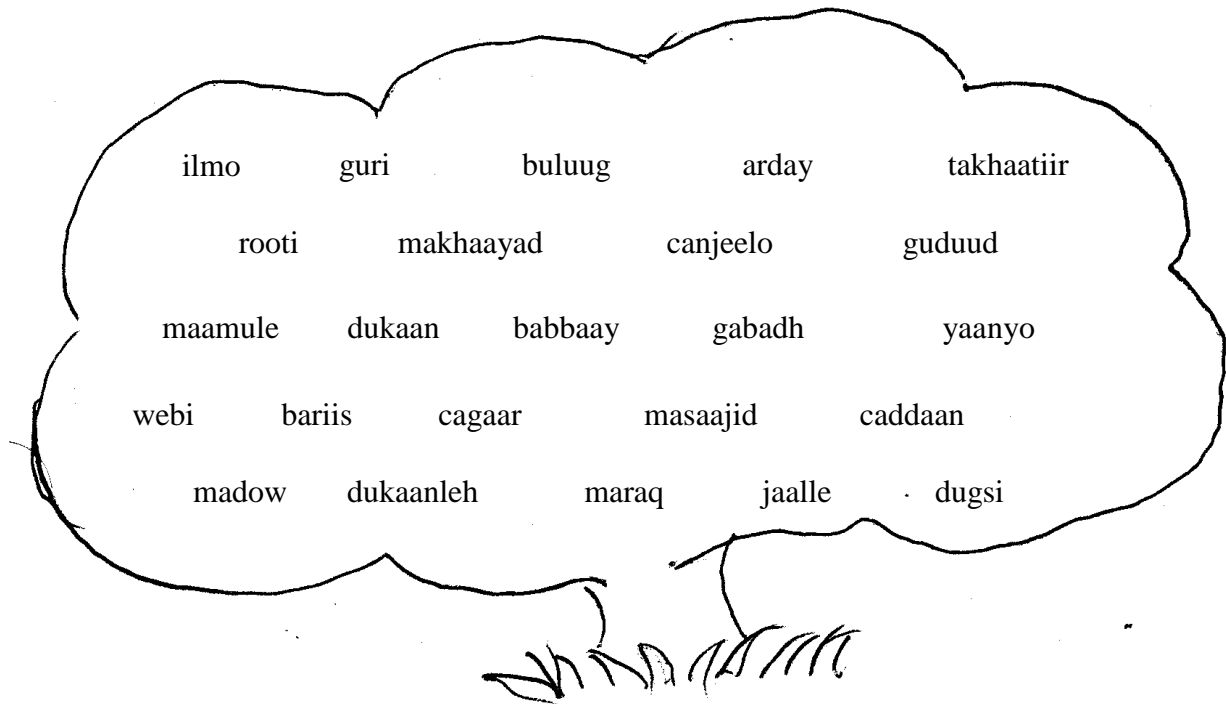 ilmo guri buluug arday takhaatiir
rooti makhaayad canjeelo guduud
maamule dukaan babbaay gabadh yaanyo
webi bariis cagaar masaajid caddaan
madow dukaanleh maraq jaalle dugsi